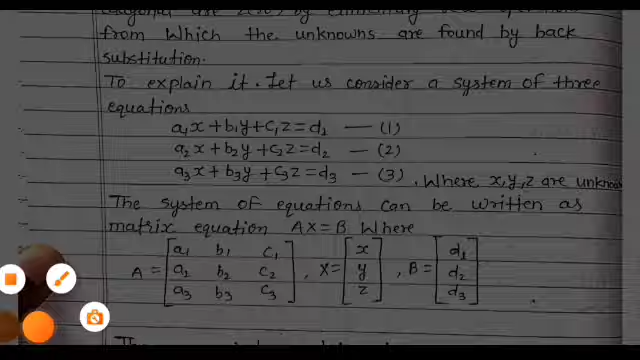 from which the unknowns are found by back
substitution.
To explain it. Let us consider a system of three
equations
a₁x + b₁y + c₁z = d₁ — (1)
a₂x + b₂y + c₂z = d₂ — (2)
a₃x + b₃y + c₃z = d₃ — (3) . Where x, y, z are unknow
The system of equations can be written as
matrix equation AX = B Where
A = [a₁ b₁ c₁; a₂ b₂ c₂; a₃ b₃ c₃], X = [x; y; z], B = [d₁; d₂; d₃]